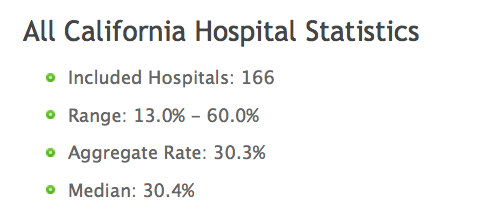 All California Hospital Statistics
Included Hospitals: 166
Range: 13.0% – 60.0%
Aggregate Rate: 30.3%
Median: 30.4%